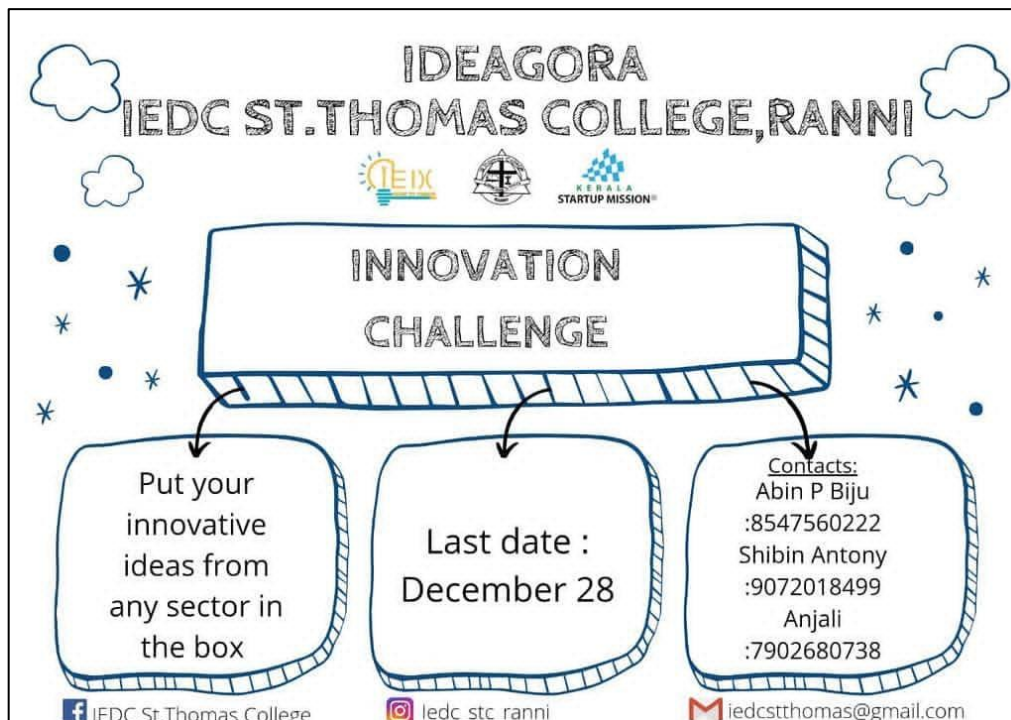 IDEAGORA
IEDC ST.THOMAS COLLEGE,RANNI
IEIX
KERALA
STARTUP MISSION®
INNOVATION
CHALLENGE
Put your
innovative
ideas from
any sector in
the box
Last date :
December 28
Contacts:
Abin P Biju
:8547560222
Shibin Antony
:9072018499
Anjali
:7902680738
IEDC St Thomas College
Iedc_stc_ranni
iedcstthomas@gmail.com